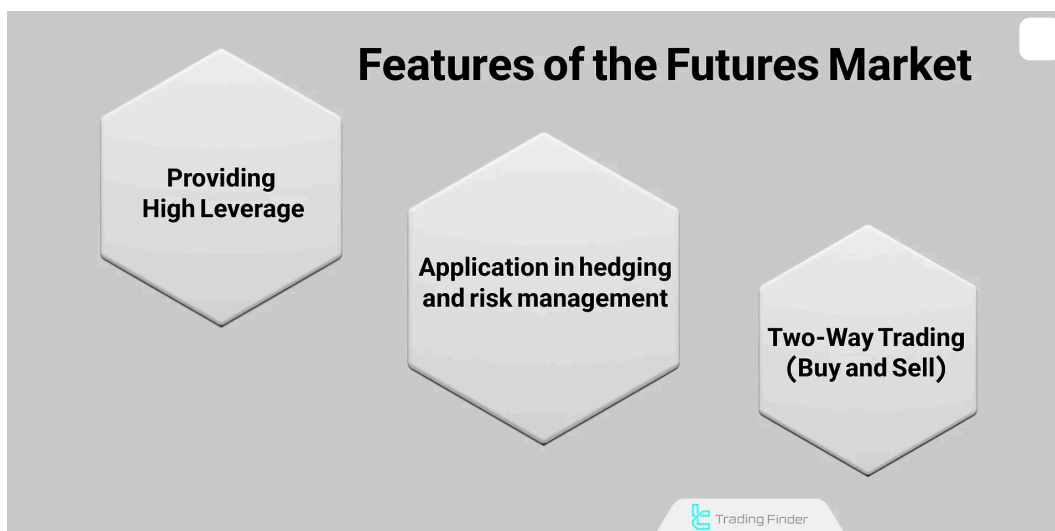 Features of the Futures Market
Providing
High Leverage
Application in hedging
and risk management
Two-Way Trading
(Buy and Sell)
Trading Finder